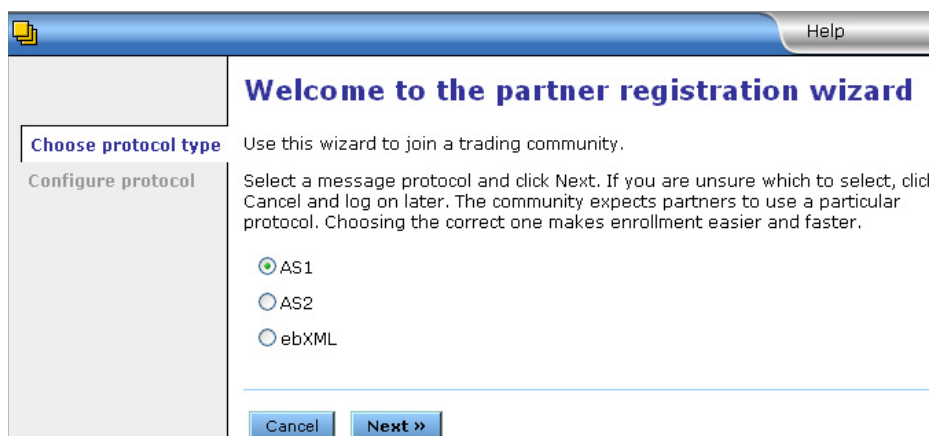 Help
Welcome to the partner registration wizard
Choose protocol type
Configure protocol
Use this wizard to join a trading community.
Select a message protocol and click Next. If you are unsure which to select, clic
Cancel and log on later. The community expects partners to use a particular
protocol. Choosing the correct one makes enrollment easier and faster.
AS1
AS2
ebXML
Cancel
Next »